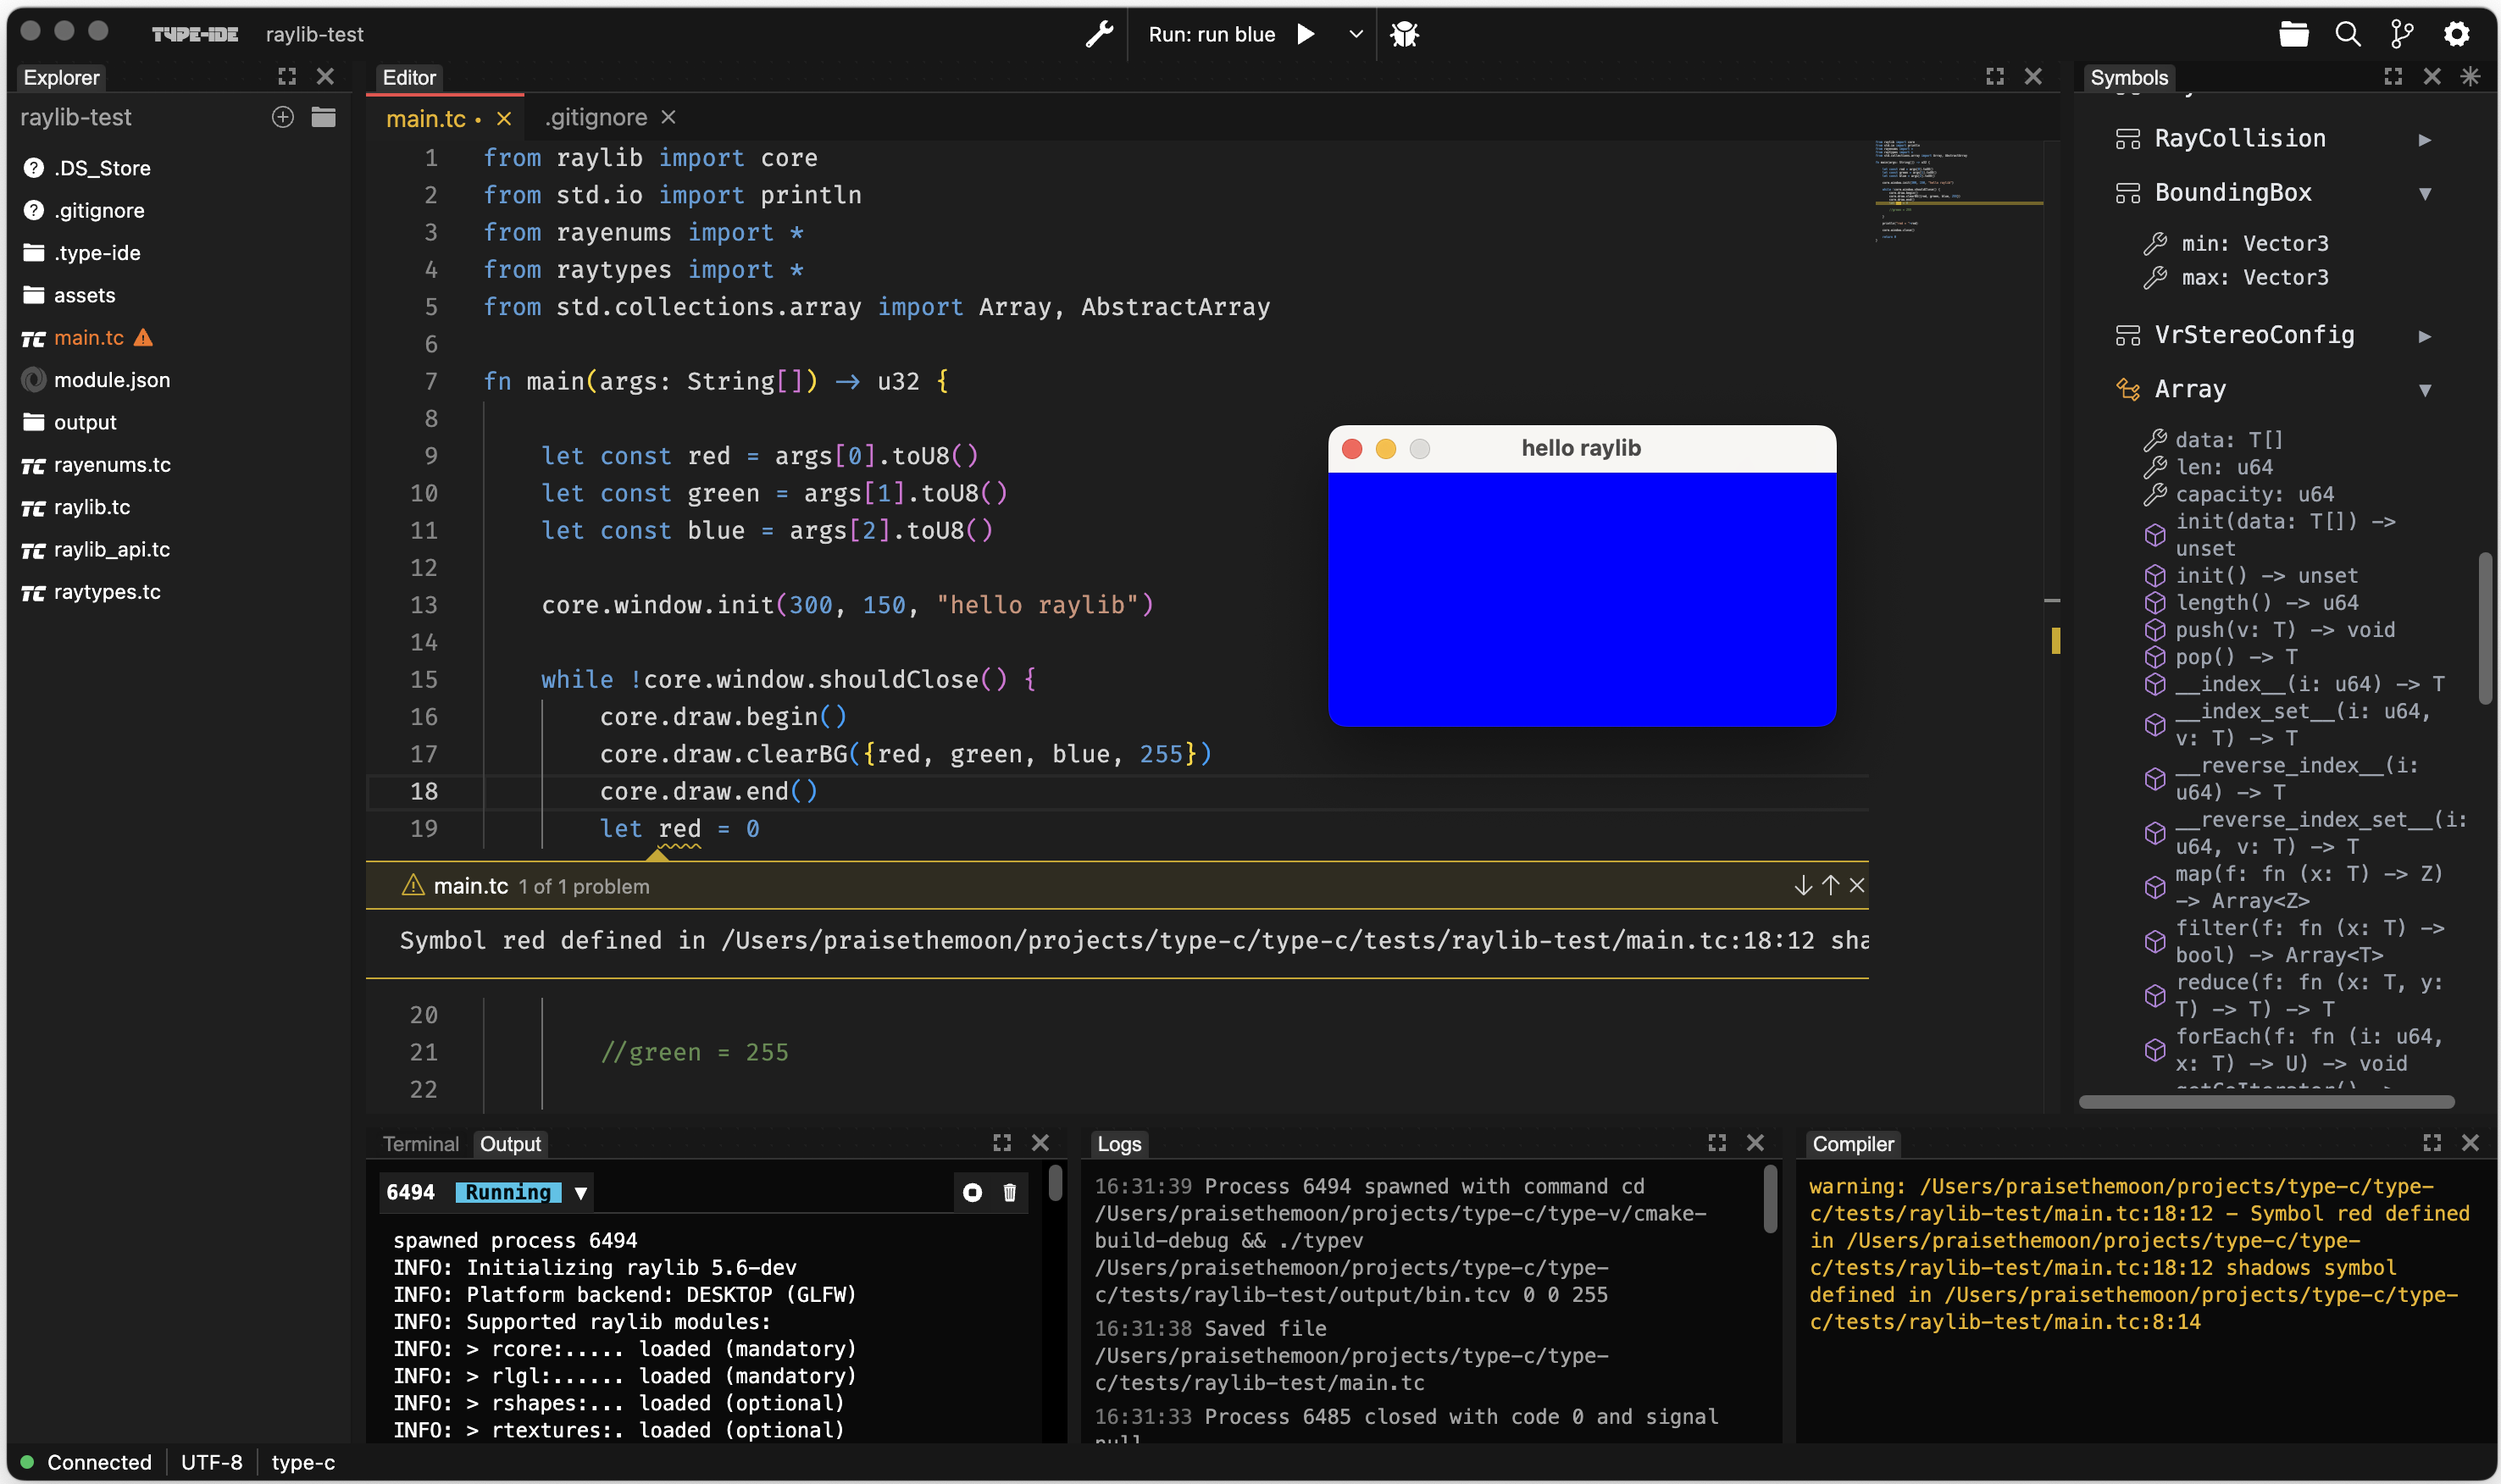 TYPE-IDE raylib-test
Run: run blue
Explorer
raylib-test
.DS_Store
.gitignore
.type-ide
assets
main.tc
module.json
output
rayenums.tc
raylib.tc
raylib_api.tc
raytypes.tc
Editor
main.tc •
.gitignore
1 from raylib import core
2 from std.io import println
3 from rayenums import *
4 from raytypes import *
5 from std.collections.array import Array, AbstractArray
6
7 fn main(args: String[]) → u32 {
8
9 let const red = args[0].toU8()
10 let const green = args[1].toU8()
11 let const blue = args[2].toU8()
12
13 core.window.init(300, 150, "hello raylib")
14
15 while !core.window.shouldClose() {
16 core.draw.begin()
17 core.draw.clearBG({red, green, blue, 255})
18 core.draw.end()
19 let red = 0
main.tc 1 of 1 problem
Symbol red defined in /Users/praisethemoon/projects/type-c/type-c/tests/raylib-test/main.tc:18:12 sha
20
21 //green = 255
22
hello raylib
Symbols
RayCollision
BoundingBox
min: Vector3
max: Vector3
VrStereoConfig
Array
data: T[]
len: u64
capacity: u64
init(data: T[]) ->
unset
init() -> unset
length() -> u64
push(v: T) -> void
pop() -> T
__index__(i: u64) -> T
__index_set__(i: u64,
v: T) -> T
__reverse_index__(i:
u64) -> T
__reverse_index_set__(i:
u64, v: T) -> T
map(f: fn (x: T) -> Z)
-> Array<Z>
filter(f: fn (x: T) ->
bool) -> Array<T>
reduce(f: fn (x: T, y:
T) -> T) -> T
forEach(f: fn (i: u64,
x: T) -> U) -> void
Terminal Output
6494 Running
spawned process 6494
INFO: Initializing raylib 5.6-dev
INFO: Platform backend: DESKTOP (GLFW)
INFO: Supported raylib modules:
INFO: > rcore:..... loaded (mandatory)
INFO: > rlgl:...... loaded (mandatory)
INFO: > rshapes:... loaded (optional)
INFO: > rtextures:. loaded (optional)
Logs
16:31:39 Process 6494 spawned with command cd
/Users/praisethemoon/projects/type-c/type-v/cmake-
build-debug && ./typev
/Users/praisethemoon/projects/type-c/type-
c/tests/raylib-test/output/bin.tcv 0 0 255
16:31:38 Saved file
/Users/praisethemoon/projects/type-c/type-
c/tests/raylib-test/main.tc
16:31:33 Process 6485 closed with code 0 and signal
null
Compiler
warning: /Users/praisethemoon/projects/type-c/type-
c/tests/raylib-test/main.tc:18:12 - Symbol red defined
in /Users/praisethemoon/projects/type-c/type-
c/tests/raylib-test/main.tc:18:12 shadows symbol
defined in /Users/praisethemoon/projects/type-c/type-
c/tests/raylib-test/main.tc:8:14
Connected
UTF-8
type-c